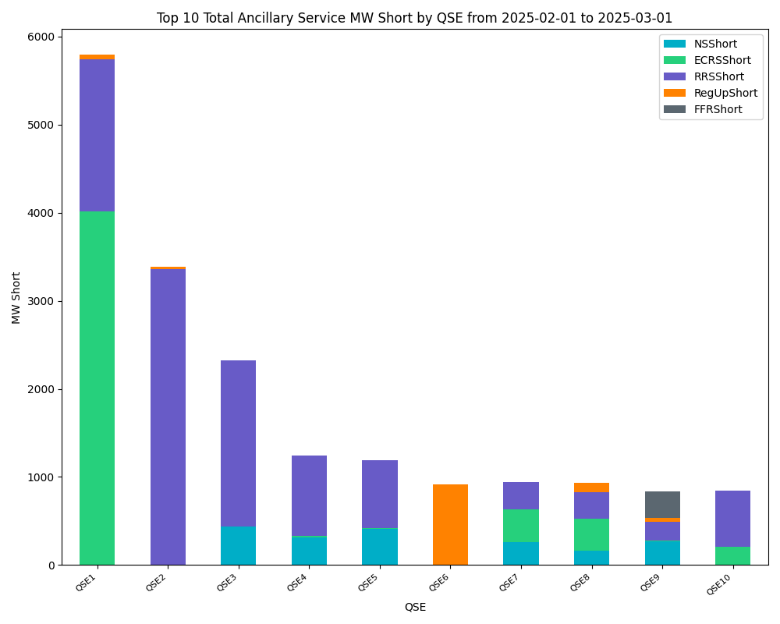 Top 10 Total Ancillary Service MW Short by QSE from 2025-02-01 to 2025-03-01
NSShort
ECRSShort
RRSShort
RegUpShort
FFRShort
6000
5000
4000
3000
2000
1000
0
MW Short
QSE1
QSE2
QSE3
QSE4
QSE5
QSE6
QSE7
QSE8
QSE9
QSE10
QSE